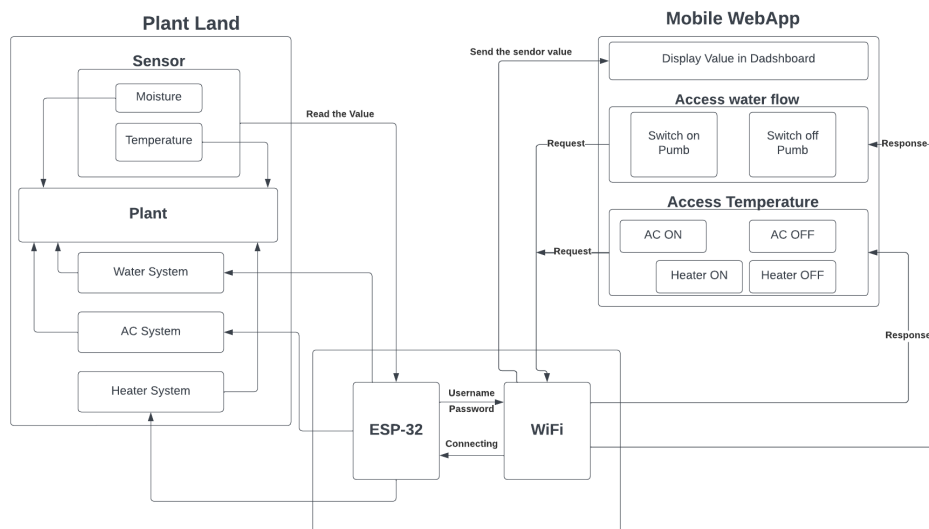 Plant Land
Sensor
Moisture
Temperature
Plant
Water System
AC System
Heater System
Read the Value
ESP-32
Username
Password
Connecting
WiFi
Send the sendor value
Mobile WebApp
Display Value in Dadshboard
Access water flow
Switch on
Pumb
Switch off
Pumb
Request
Response
Access Temperature
AC ON
AC OFF
Heater ON
Heater OFF
Request
Response